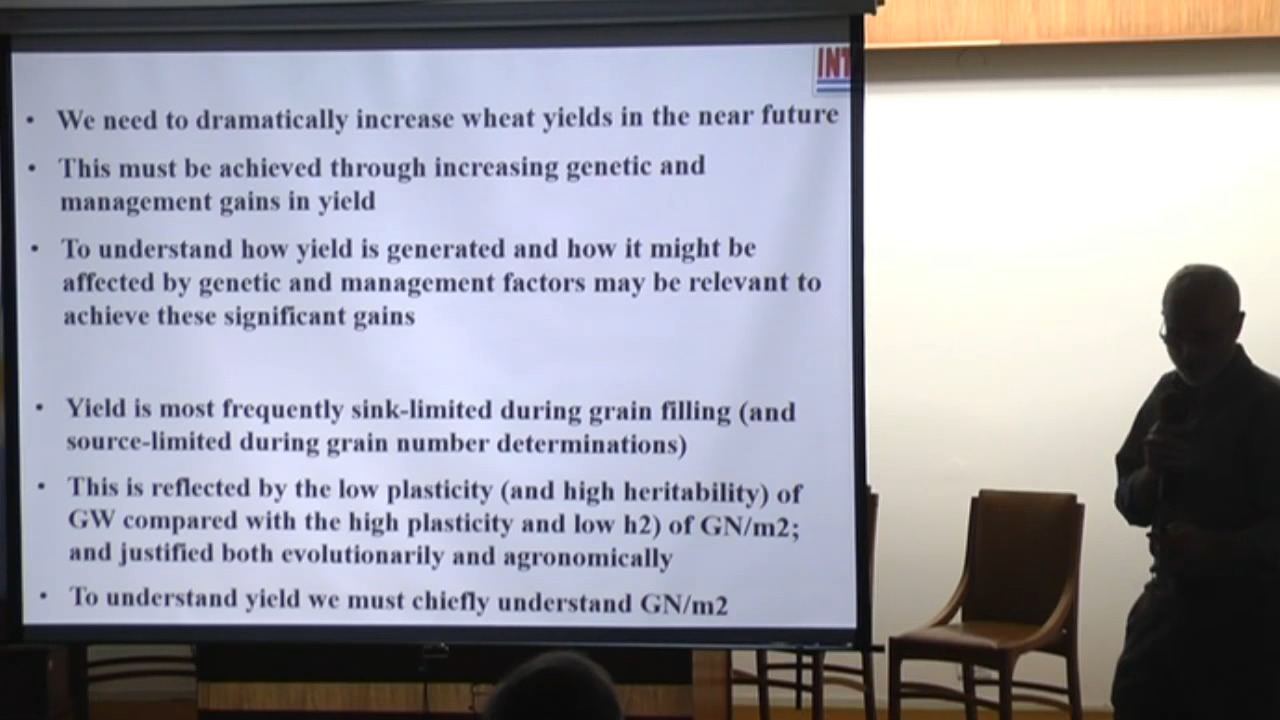 INT
• We need to dramatically increase wheat yields in the near future
• This must be achieved through increasing genetic and
management gains in yield
• To understand how yield is generated and how it might be
affected by genetic and management factors may be relevant to
achieve these significant gains
• Yield is most frequently sink-limited during grain filling (and
source-limited during grain number determinations)
• This is reflected by the low plasticity (and high heritability) of
GW compared with the high plasticity and low h2) of GN/m2;
and justified both evolutionarily and agronomically
• To understand yield we must chiefly understand GN/m2